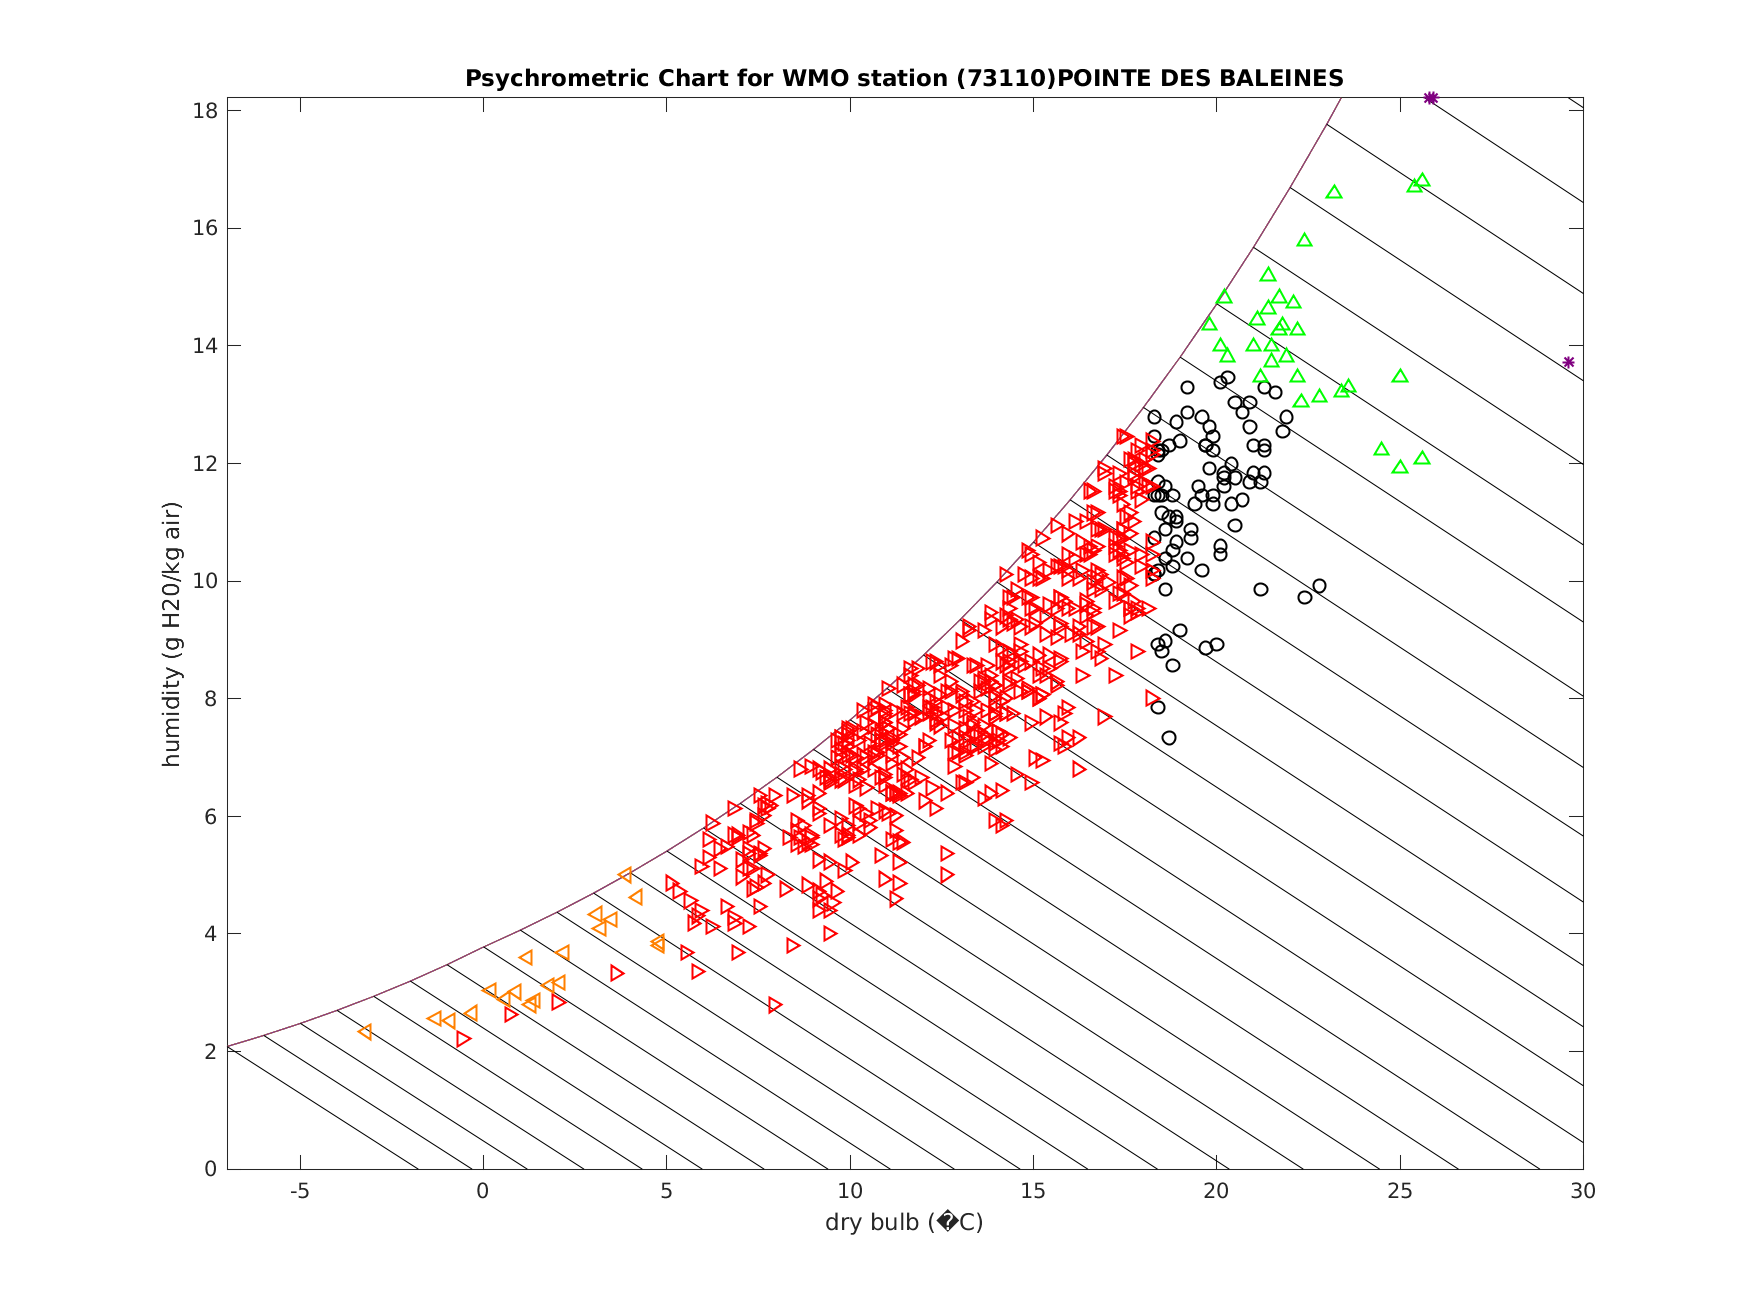 Psychrometric Chart for WMO station (73110)POINTE DES BALEINES
18
16
14
12
10
8
6
4
2
0
humidity (g H20/kg air)
-5 0 5 10 15 20 25 30
dry bulb (�C)